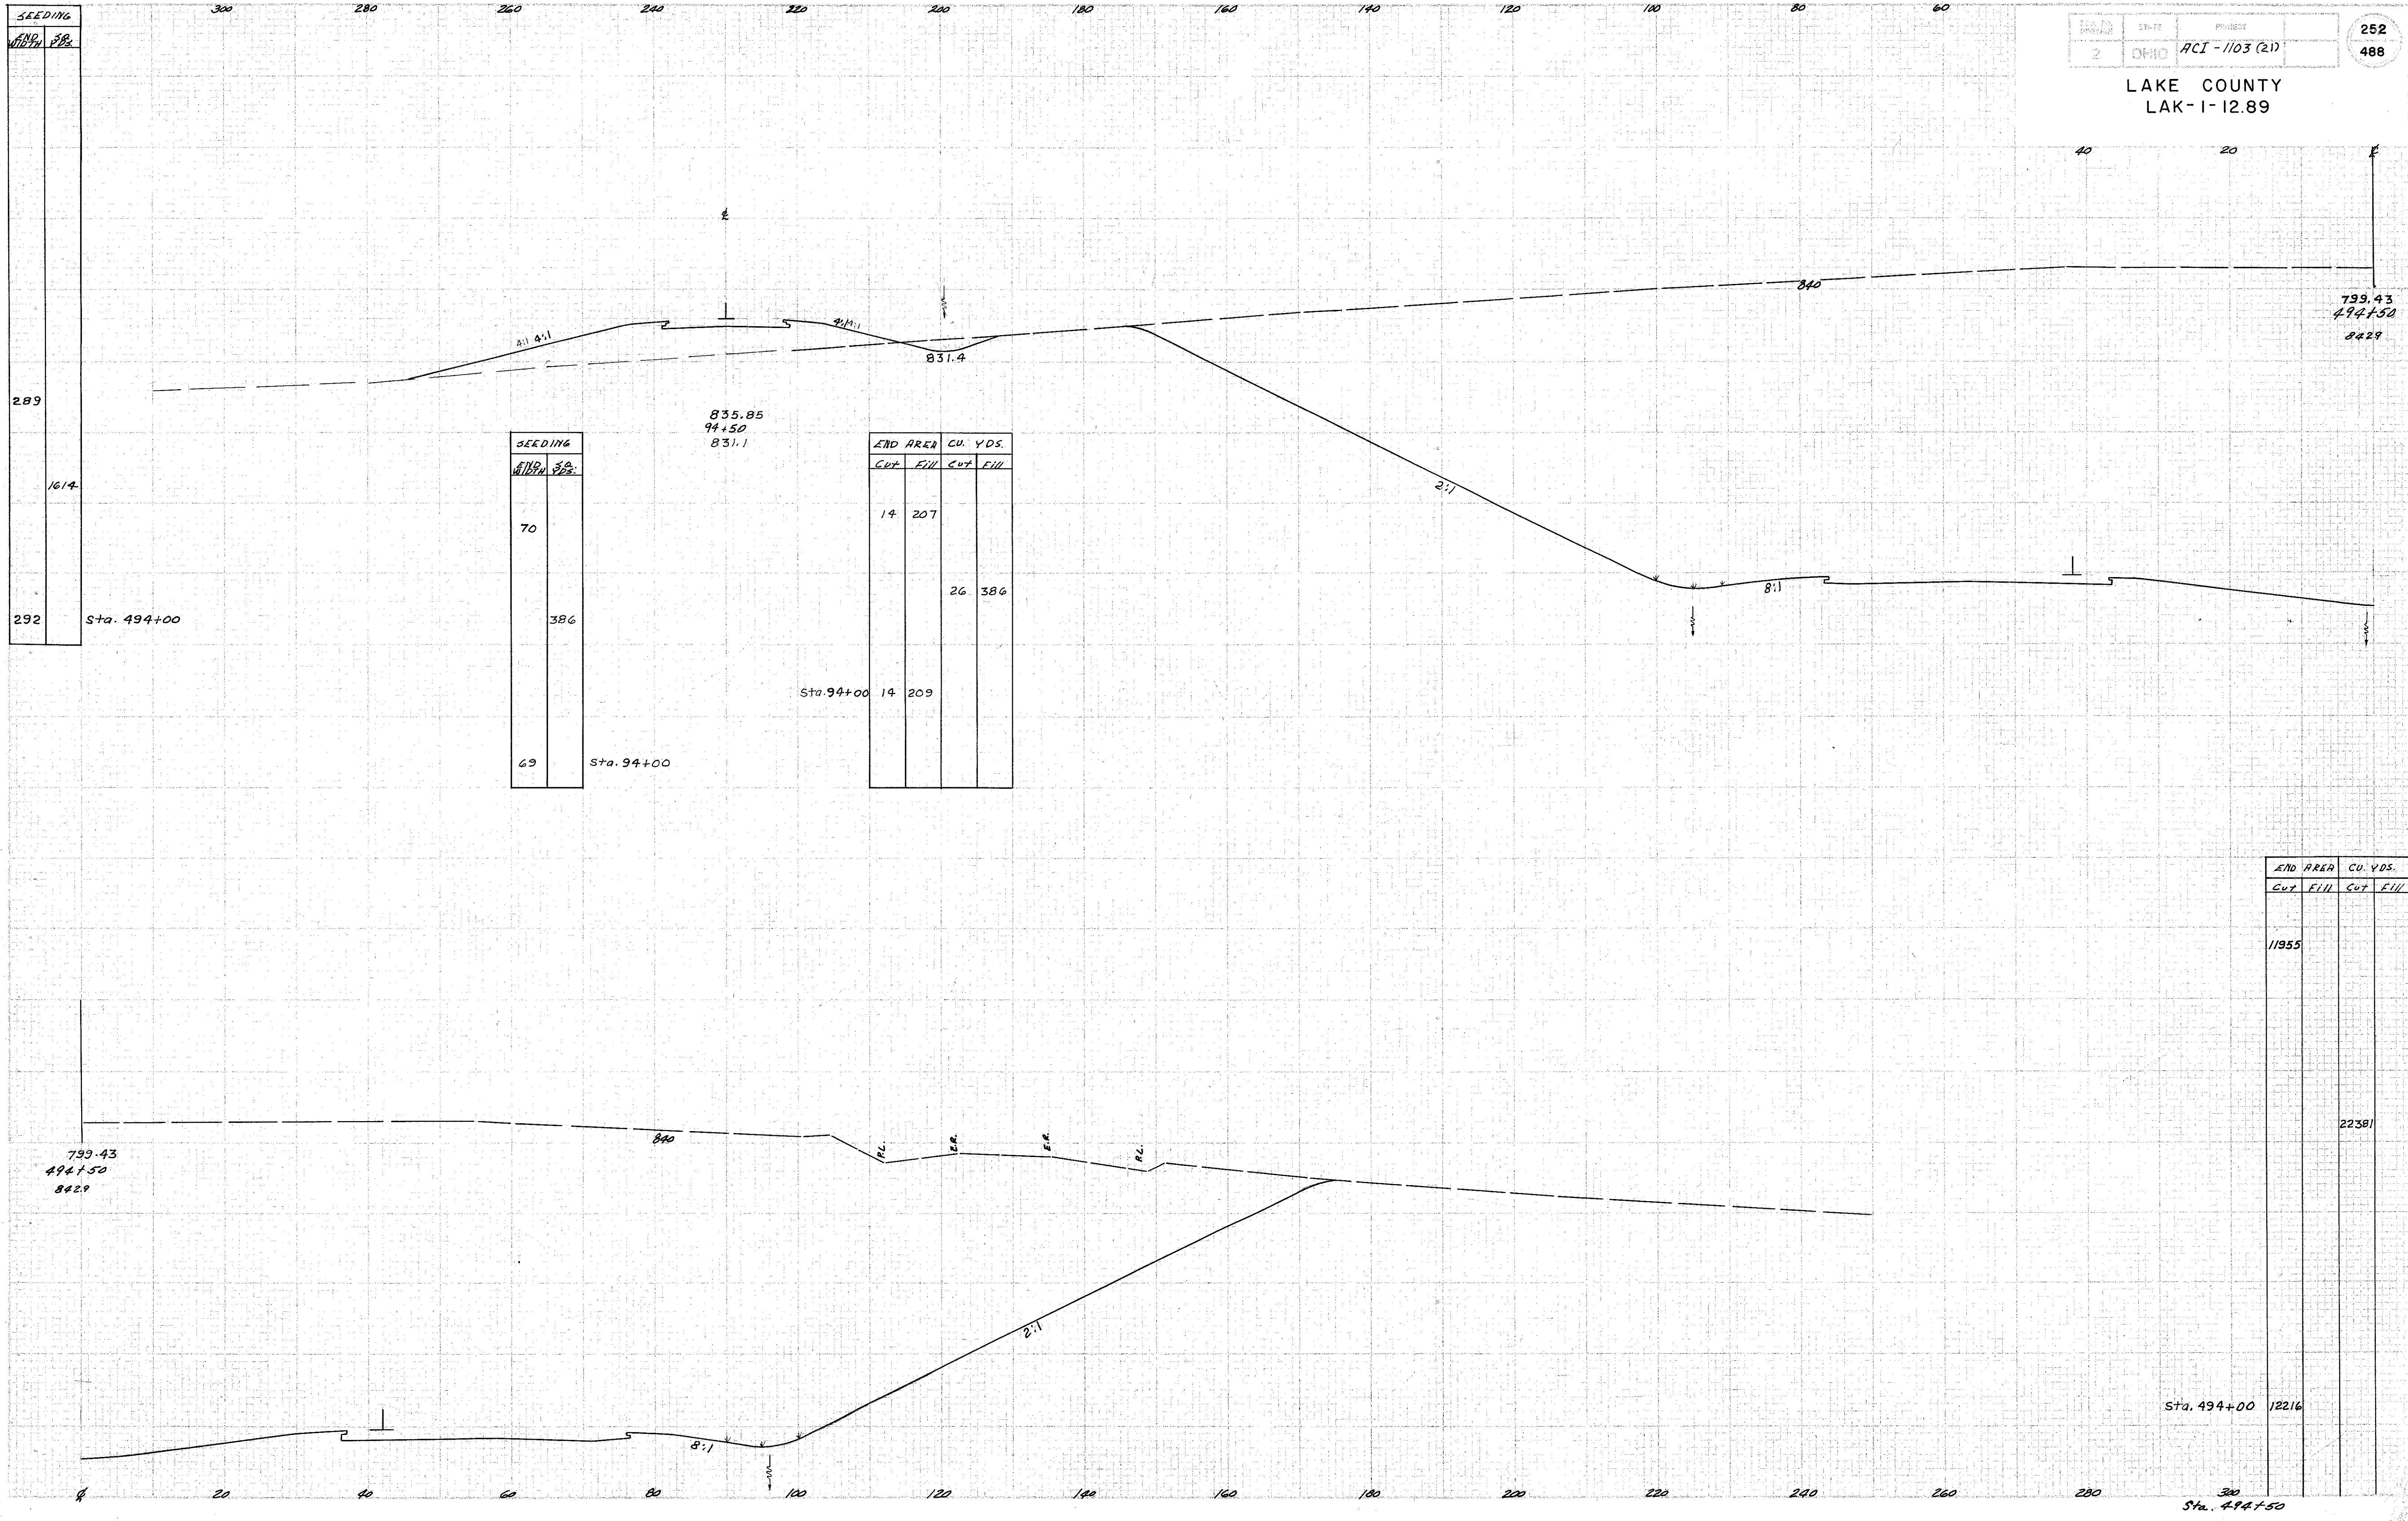 300 280 260 240 220 200 180 160 140 120 100 80 60
SEEDING
END WIDTH SQ. YDS.
STATE PROJECT
2 OHIO ACI-1103 (21)
252
488
LAKE COUNTY
LAK-1-12.89
40 20 ℄
℄
840
799.43
494+50
842.9
4:1 4:1
4:1 4:1
831.4
289
835.85
94+50
831.1
SEEDING
END WIDTH SQ. YDS.
END AREA CU. YDS.
Cut Fill Cut Fill
2:1
1614
14 207
70
8:1
26 386
292 Sta. 494+00
386
Sta. 94+00 14 209
69 Sta. 94+00
END AREA CU. YDS.
Cut Fill Cut Fill
11955
22381
840
P.L. E.R. E.R. P.L.
799.43
494+50
842.9
2:1
Sta. 494+00 12216
8:1
℄ 20 40 60 80 100 120 140 160 180 200 220 240 260 280 300
Sta. 494+50